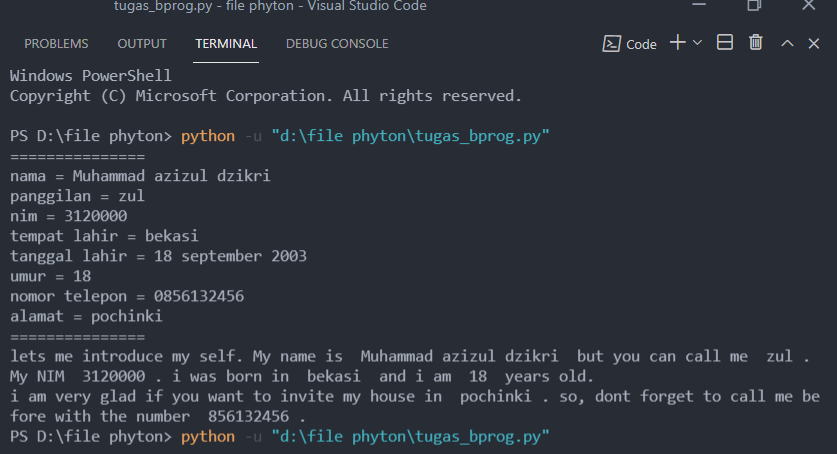 tugas_bprog.py - file phyton - Visual Studio Code
PROBLEMS OUTPUT TERMINAL DEBUG CONSOLE Code
Windows PowerShell
Copyright (C) Microsoft Corporation. All rights reserved.
PS D:\file phyton> python -u "d:\file phyton\tugas_bprog.py"
===============
nama = Muhammad azizul dzikri
panggilan = zul
nim = 3120000
tempat lahir = bekasi
tanggal lahir = 18 september 2003
umur = 18
nomor telepon = 0856132456
alamat = pochinki
===============
lets me introduce my self. My name is  Muhammad azizul dzikri  but you can call me  zul .
My NIM  3120000 . i was born in  bekasi  and i am  18  years old.
i am very glad if you want to invite my house in  pochinki . so, dont forget to call me be
fore with the number  856132456 .
PS D:\file phyton> python -u "d:\file phyton\tugas_bprog.py"